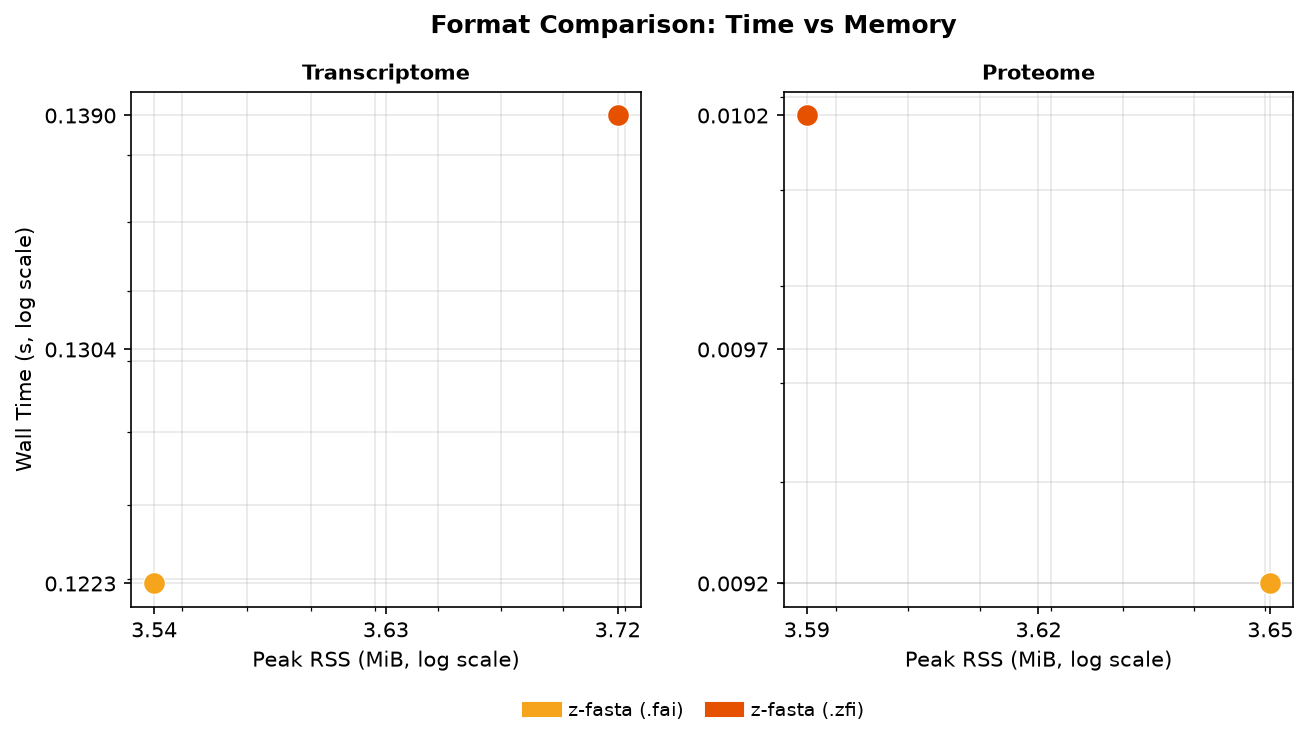 Format Comparison: Time vs Memory
Transcriptome
Wall Time (s, log scale)
0.1390
0.1304
0.1223
3.54 3.63 3.72
Peak RSS (MiB, log scale)
Proteome
0.0102
0.0097
0.0092
3.59 3.62 3.65
Peak RSS (MiB, log scale)
z-fasta (.fai) z-fasta (.zfi)